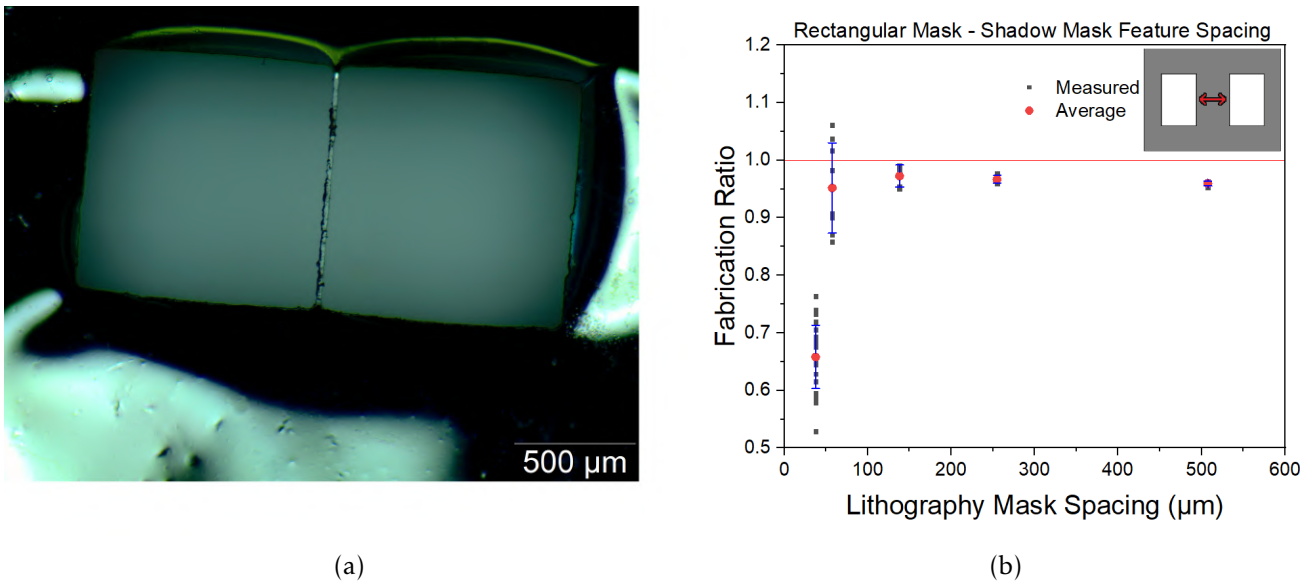 500 µm
(a)
Rectangular Mask - Shadow Mask Feature Spacing
1.2
1.1
1.0
0.9
0.8
0.7
0.6
0.5
Fabrication Ratio
Measured
Average
0 100 200 300 400 500 600
Lithography Mask Spacing (µm)
(b)